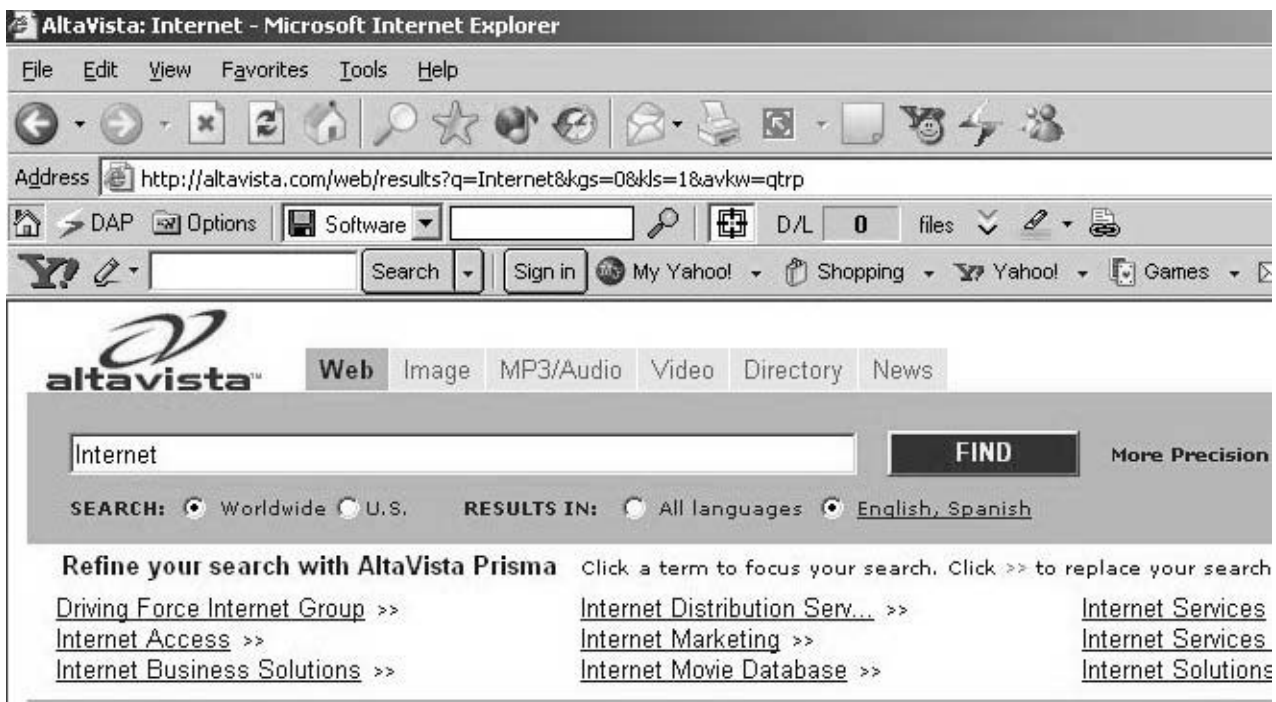 AltaVista: Internet - Microsoft Internet Explorer
File Edit View Favorites Tools Help
Address http://altavista.com/web/results?q=Internet&kgs=0&kls=1&avkw=qtrp
DAP Options Software D/L 0 files
Y! Search Sign in My Yahoo! Shopping Yahoo! Games
altavista™ Web Image MP3/Audio Video Directory News
Internet FIND More Precision
SEARCH: Worldwide U.S. RESULTS IN: All languages English, Spanish
Refine your search with AltaVista Prisma Click a term to focus your search. Click >> to replace your search
Driving Force Internet Group >> Internet Distribution Serv... >> Internet Services
Internet Access >> Internet Marketing >> Internet Services
Internet Business Solutions >> Internet Movie Database >> Internet Solutions